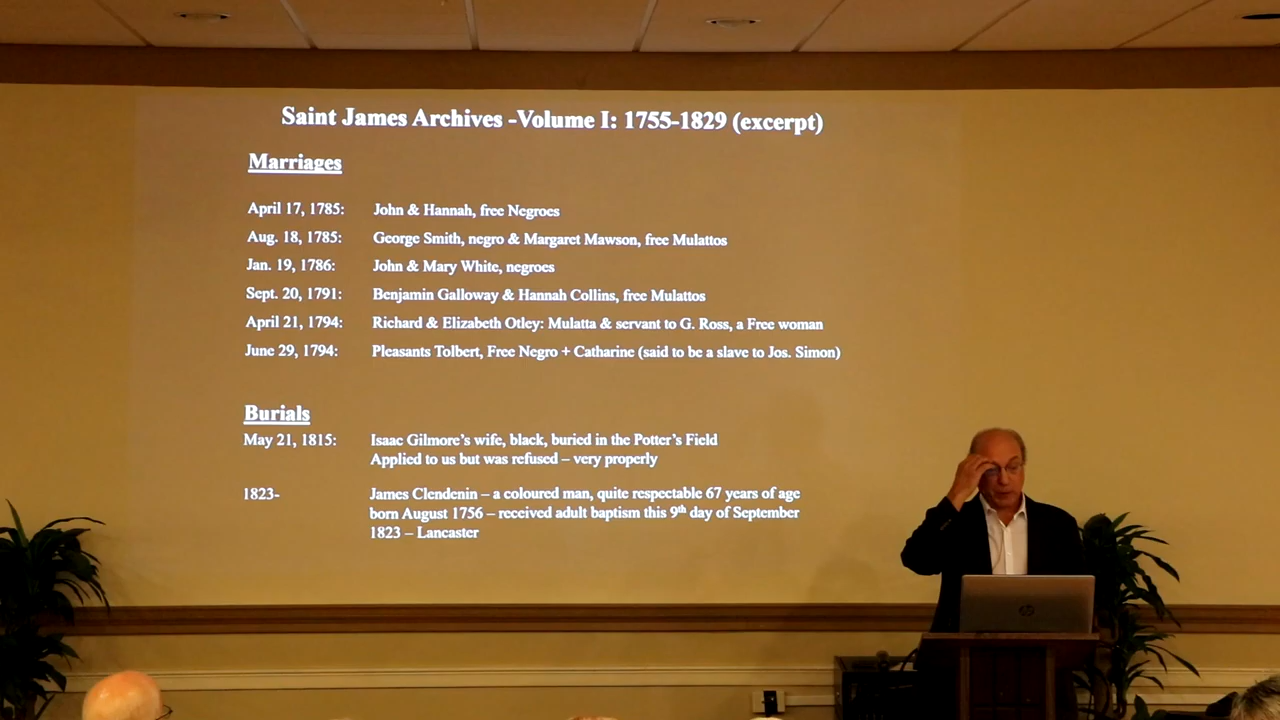 Saint James Archives -Volume I: 1755-1829 (excerpt)
Marriages
April 17, 1785: John & Hannah, free Negroes
Aug. 18, 1785: George Smith, negro & Margaret Mawson, free Mulattos
Jan. 19, 1786: John & Mary White, negroes
Sept. 20, 1791: Benjamin Galloway & Hannah Collins, free Mulattos
April 21, 1794: Richard & Elizabeth Otley: Mulatta & servant to G. Ross, a Free woman
June 29, 1794: Pleasants Tolbert, Free Negro + Catharine (said to be a slave to Jos. Simon)
Burials
May 21, 1815: Isaac Gilmore's wife, black, buried in the Potter's Field
Applied to us but was refused – very properly
1823- James Clendenin – a coloured man, quite respectable 67 years of age
born August 1756 – received adult baptism this 9th day of September
1823 – Lancaster
hp